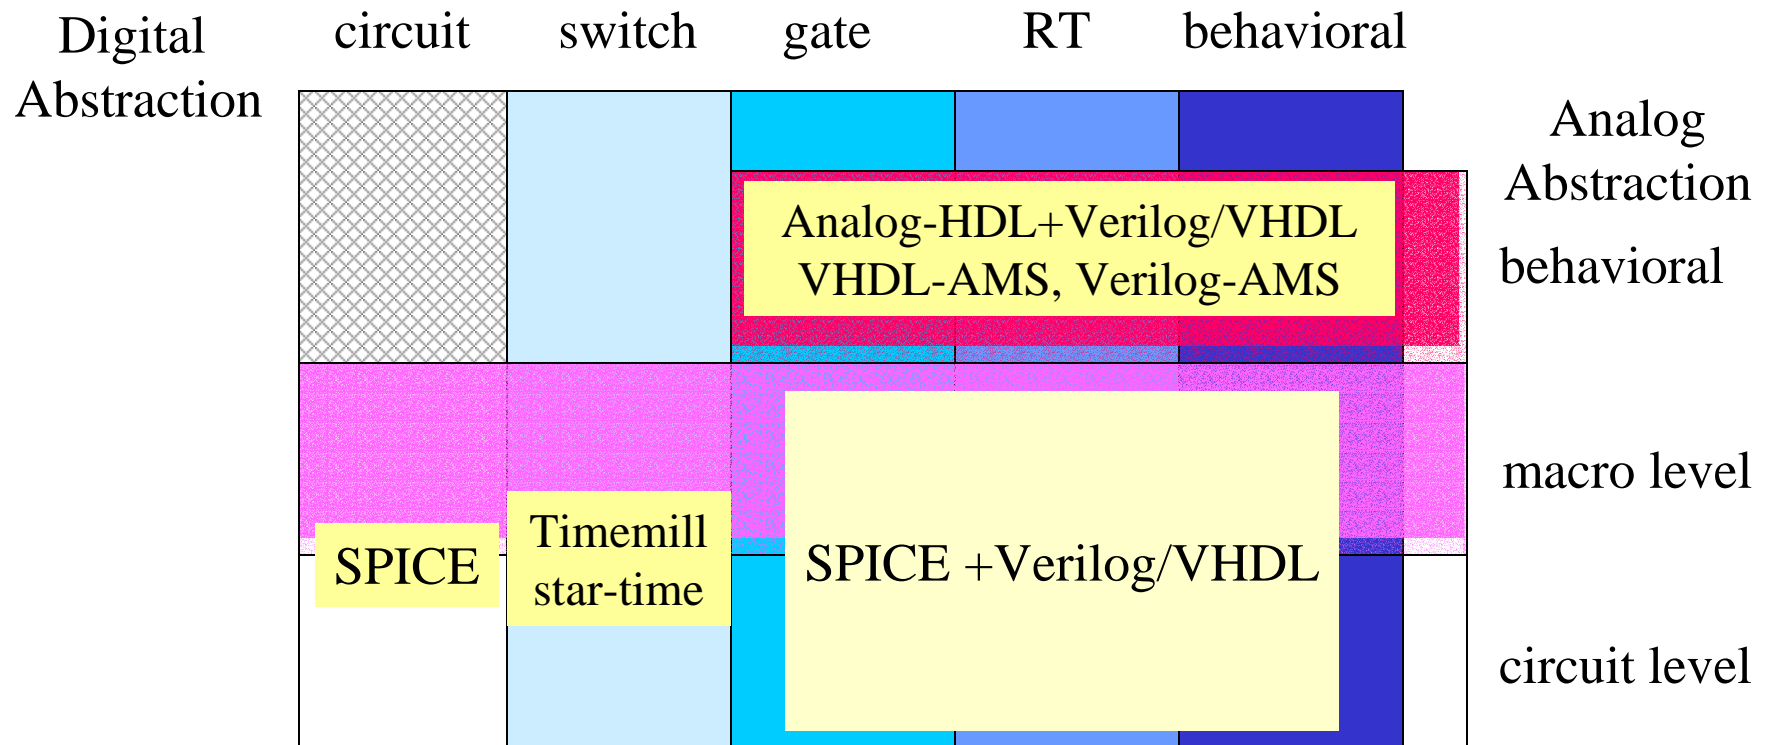 Digital
Abstraction
circuit
switch
gate
RT
behavioral
Analog
Abstraction
Analog-HDL+Verilog/VHDL
VHDL-AMS, Verilog-AMS
behavioral
macro level
SPICE
Timemill
star-time
SPICE +Verilog/VHDL
circuit level